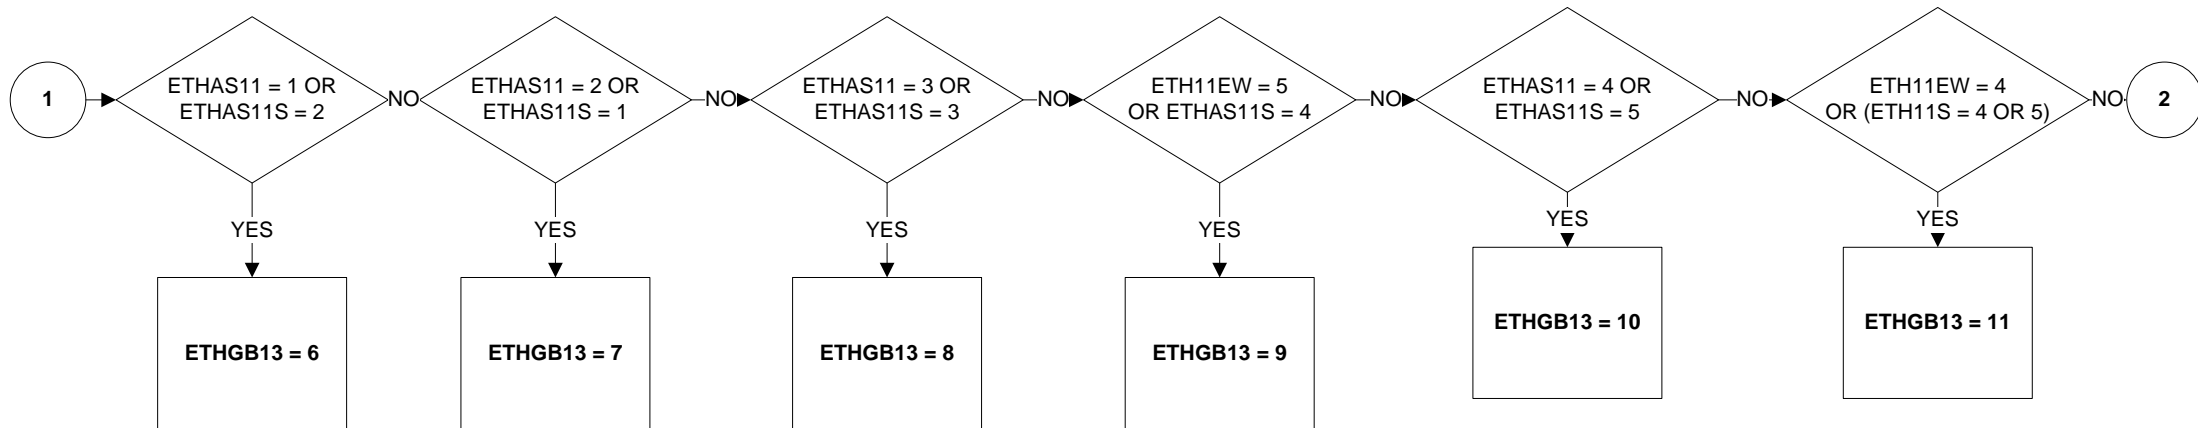 1
ETHAS11 = 1 OR
ETHAS11S = 2
NO
ETHAS11 = 2 OR
ETHAS11S = 1
NO
ETHAS11 = 3 OR
ETHAS11S = 3
NO
ETH11EW = 5
OR ETHAS11S = 4
NO
ETHAS11 = 4 OR
ETHAS11S = 5
NO
ETH11EW = 4
OR (ETH11S = 4 OR 5)
NO
2
YES
YES
YES
YES
YES
YES
ETHGB13 = 6
ETHGB13 = 7
ETHGB13 = 8
ETHGB13 = 9
ETHGB13 = 10
ETHGB13 = 11